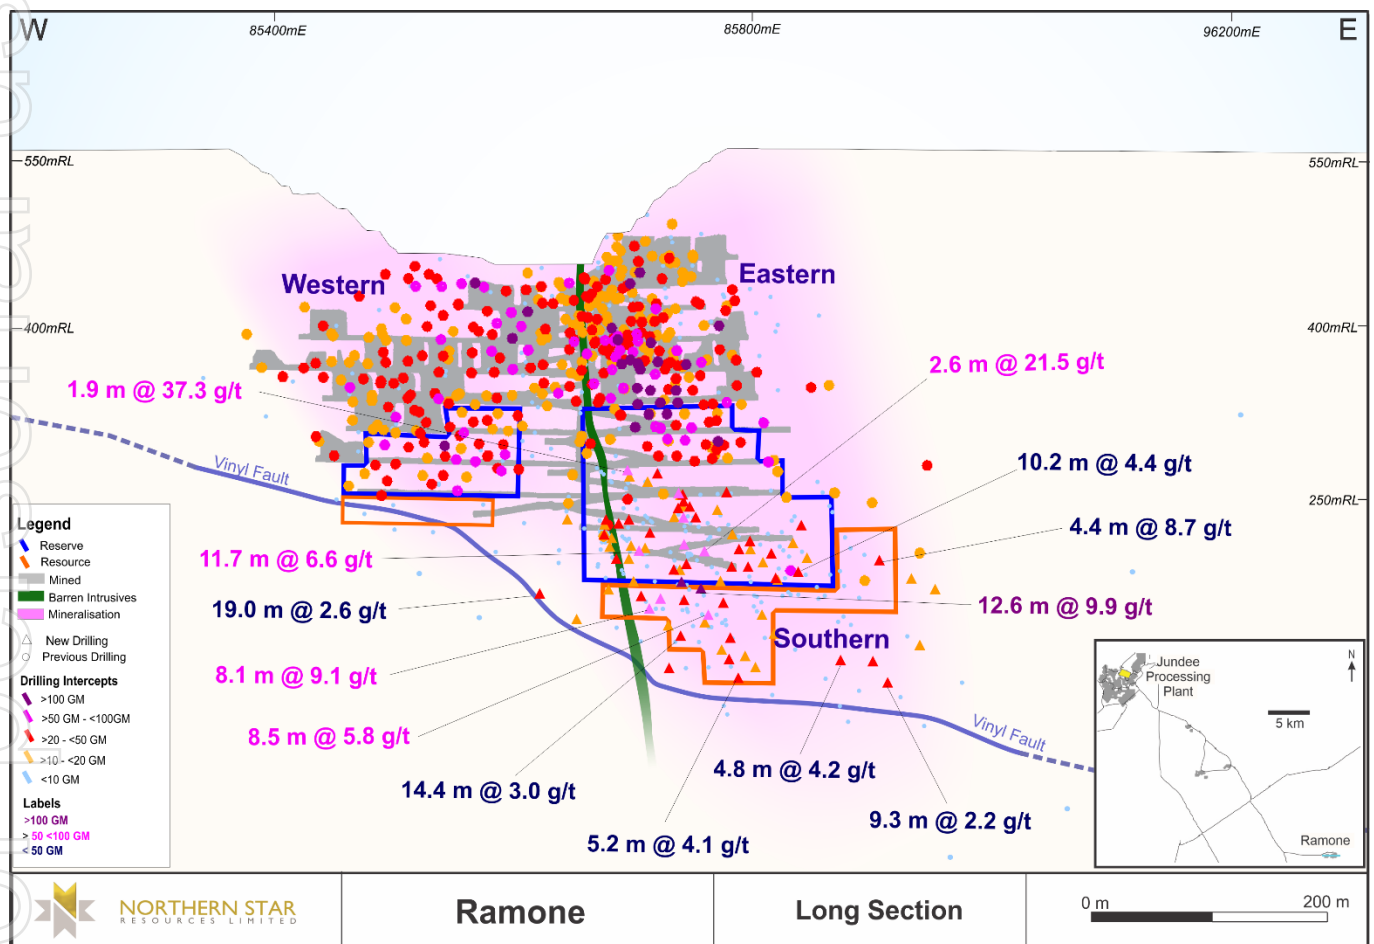 W
85400mE
85800mE
96200mE
E
550mRL
550mRL
Western
Eastern
400mRL
400mRL
1.9 m @ 37.3 g/t
2.6 m @ 21.5 g/t
Vinyl Fault
10.2 m @ 4.4 g/t
250mRL
4.4 m @ 8.7 g/t
11.7 m @ 6.6 g/t
19.0 m @ 2.6 g/t
12.6 m @ 9.9 g/t
Southern
8.1 m @ 9.1 g/t
8.5 m @ 5.8 g/t
Vinyl Fault
14.4 m @ 3.0 g/t
4.8 m @ 4.2 g/t
9.3 m @ 2.2 g/t
5.2 m @ 4.1 g/t
Legend
Reserve
Resource
Mined
Barren Intrusives
Mineralisation
New Drilling
Previous Drilling
Drilling Intercepts
>100 GM
>50 GM - <100GM
>20 - <50 GM
>10 - <20 GM
<10 GM
Labels
>100 GM
> 50 <100 GM
< 50 GM
N
Jundee
Processing
Plant
5 km
Ramone
NORTHERN STAR
RESOURCES LIMITED
Ramone
Long Section
0 m
200 m